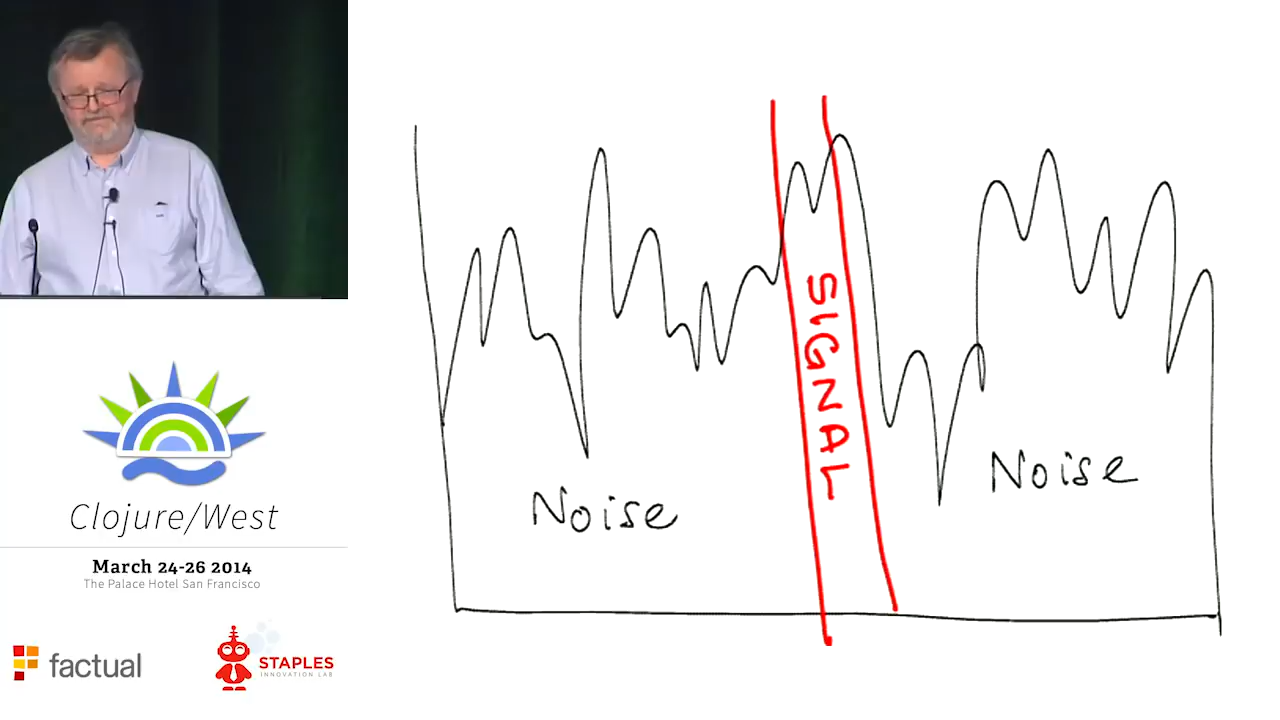 Clojure/West
March 24-26 2014
The Palace Hotel San Francisco
factual
STAPLES
INNOVATION LAB
Noise
SIGNAL
Noise